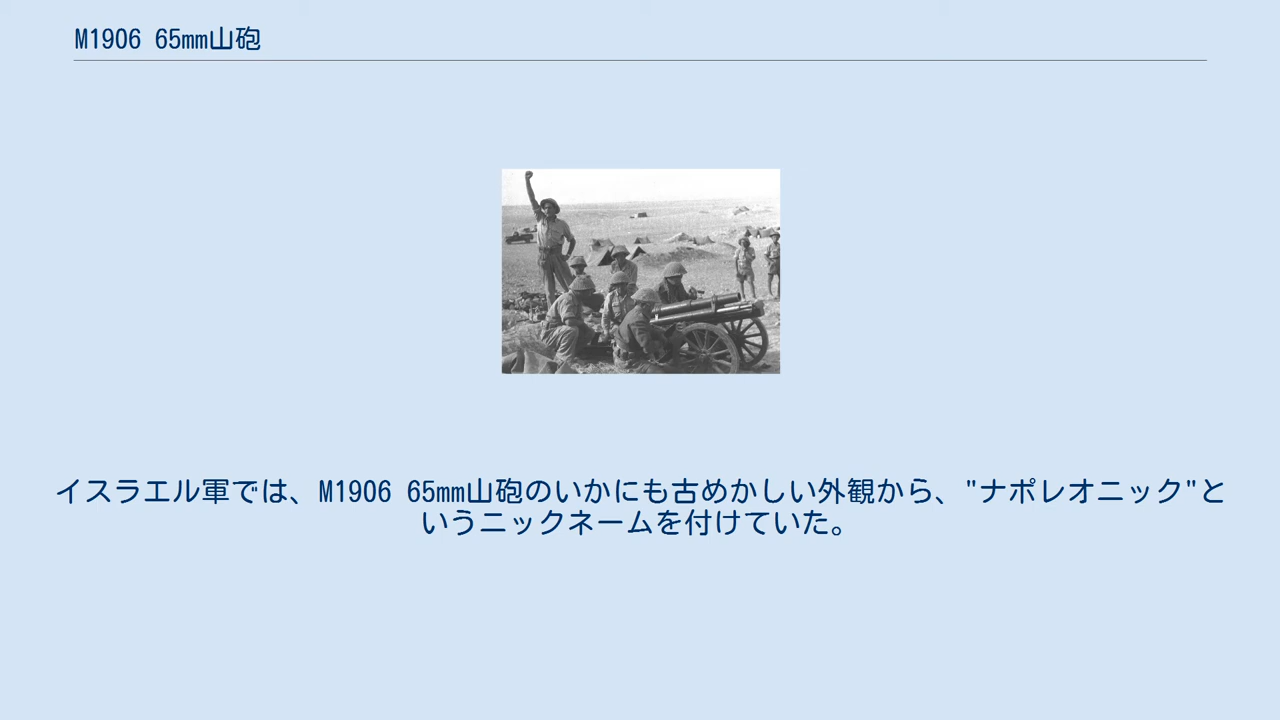 M1906 65mm山砲
イスラエル軍では、M1906 65mm山砲のいかにも古めかしい外観から、"ナポレオニック"と
いうニックネームを付けていた。